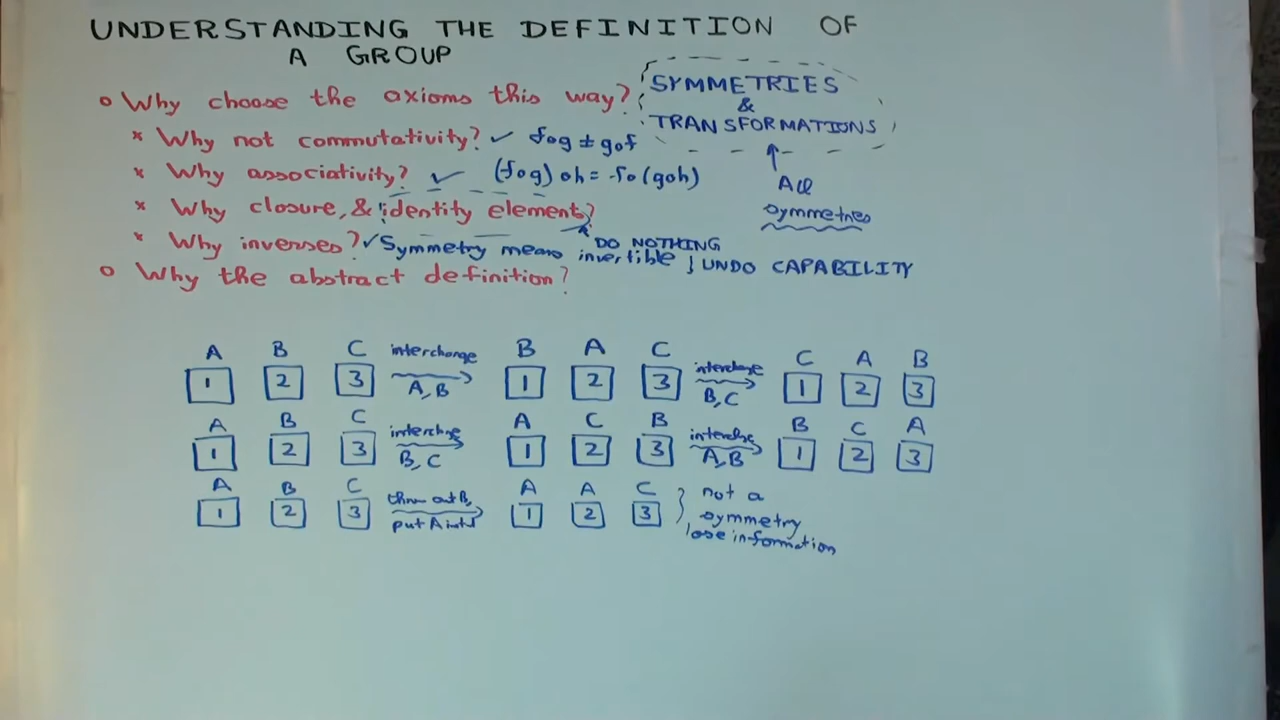 UNDERSTANDING THE DEFINITION OF
A GROUP
o Why choose the axioms this way? SYMMETRIES
&
TRANSFORMATIONS
* Why not commutativity? ✓ fog ≠ gof
* Why associativity? ✓ (fog) oh = fo (goh)
All
symmetries
* Why closure, & identity element?
DO NOTHING
* Why inverses? ✓ Symmetry means invertible } UNDO CAPABILITY
o Why the abstract definition?
A B C interchange B A C interchange C A B
1 2 3 A, B 1 2 3 B, C 1 2 3
A B C interchange A C B interchange B C A
1 2 3 B, C 1 2 3 A, B 1 2 3
A B C throw out B, A A C not a
1 2 3 put A 1 2 3 symmetry
lose information